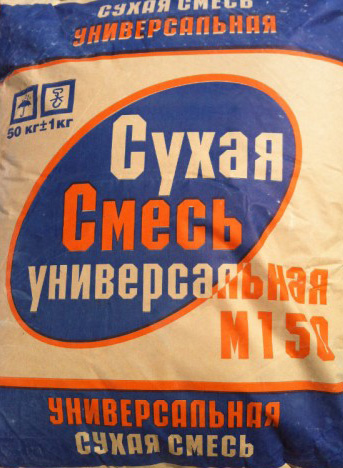 СУХАЯ СМЕСЬ
УНИВЕРСАЛЬНАЯ
50 кг±1кг
Сухая
Смесь
универсальная
М150
УНИВЕРСАЛЬНАЯ
СУХАЯ СМЕСЬ